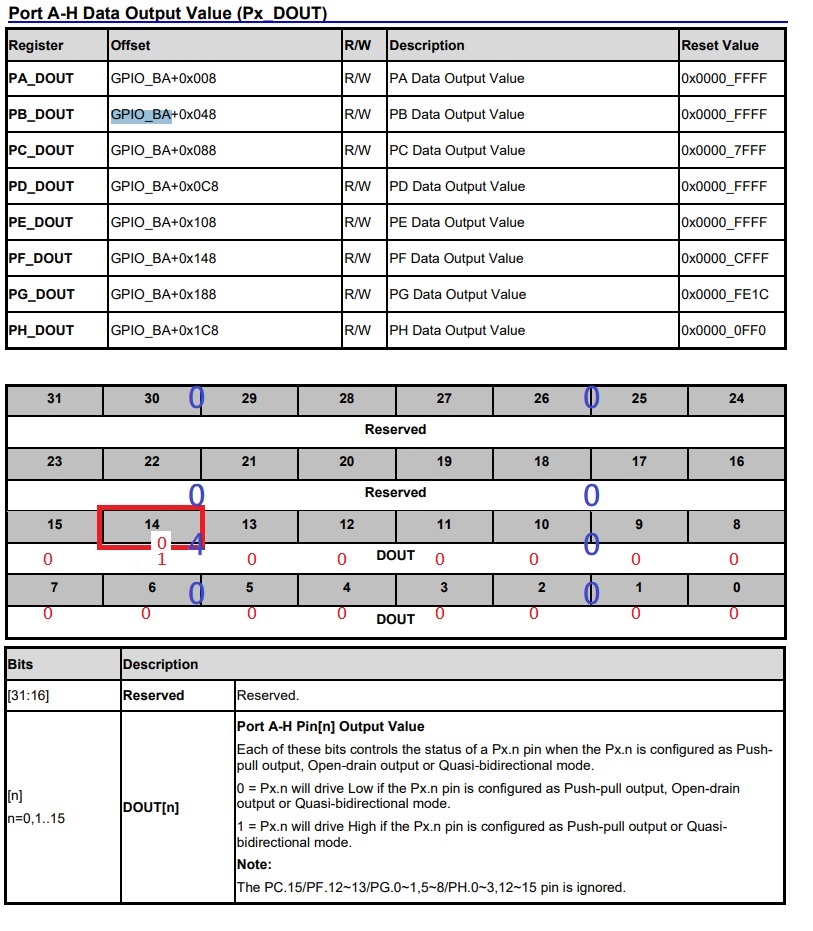 Port A-H Data Output Value (Px_DOUT)
Register Offset R/W Description Reset Value
PA_DOUT GPIO_BA+0x008 R/W PA Data Output Value 0x0000_FFFF
PB_DOUT GPIO_BA+0x048 R/W PB Data Output Value 0x0000_FFFF
PC_DOUT GPIO_BA+0x088 R/W PC Data Output Value 0x0000_7FFF
PD_DOUT GPIO_BA+0x0C8 R/W PD Data Output Value 0x0000_FFFF
PE_DOUT GPIO_BA+0x108 R/W PE Data Output Value 0x0000_FFFF
PF_DOUT GPIO_BA+0x148 R/W PF Data Output Value 0x0000_CFFF
PG_DOUT GPIO_BA+0x188 R/W PG Data Output Value 0x0000_FE1C
PH_DOUT GPIO_BA+0x1C8 R/W PH Data Output Value 0x0000_0FF0
31 30 0 29 28 27 26 0 25 24
Reserved
23 22 21 20 19 18 17 16
0 Reserved 0
15 14 13 12 11 10 9 8
0 4 0
0 1 0 0 DOUT 0 0 0 0
7 6 0 5 4 3 2 0 1 0
0 0 0 0 DOUT 0 0 0 0
Bits Description
[31:16] Reserved Reserved.
[n]
n=0,1..15
DOUT[n]
Port A-H Pin[n] Output Value
Each of these bits controls the status of a Px.n pin when the Px.n is configured as Push-
pull output, Open-drain output or Quasi-bidirectional mode.
0 = Px.n will drive Low if the Px.n pin is configured as Push-pull output, Open-drain
output or Quasi-bidirectional mode.
1 = Px.n will drive High if the Px.n pin is configured as Push-pull output or Quasi-
bidirectional mode.
Note:
The PC.15/PF.12~13/PG.0~1,5~8/PH.0~3,12~15 pin is ignored.